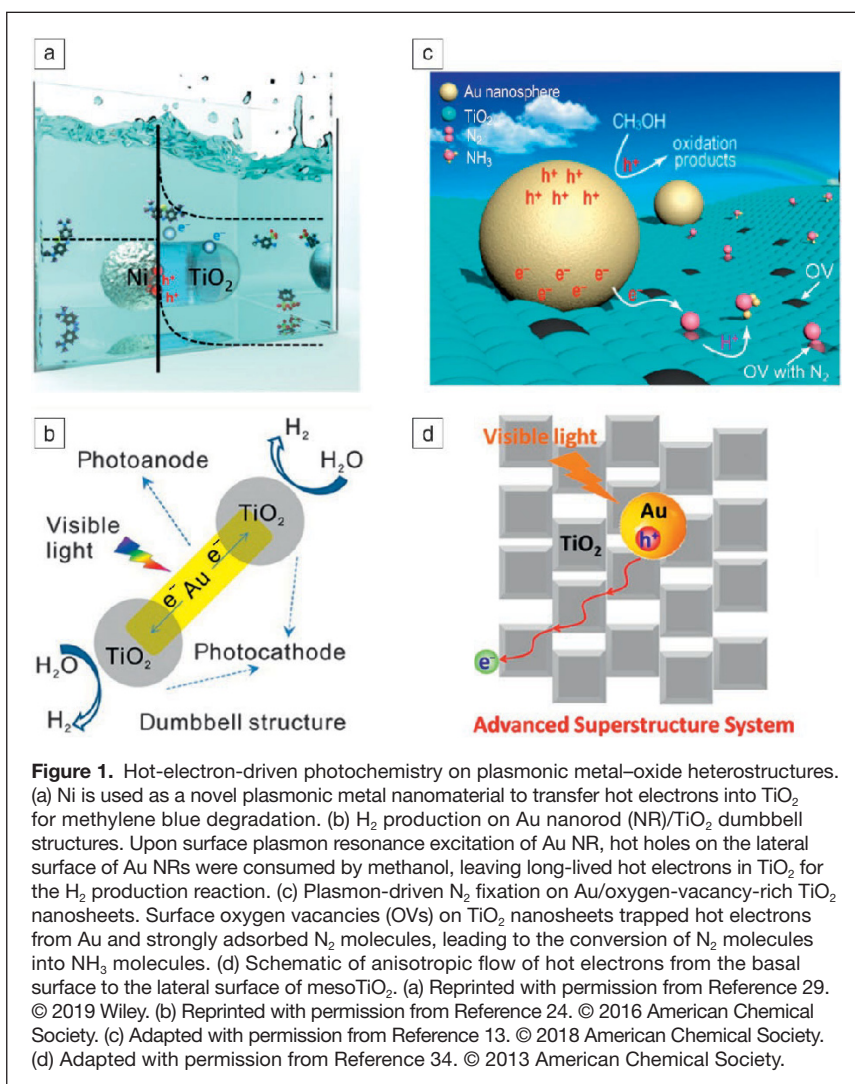 a
Ni
h⁺
h⁺
e⁻
e⁻
TiO₂
c
Au nanosphere
TiO₂
N₂
NH₃
CH₃OH
h⁺
oxidation
products
h⁺ h⁺
h⁺ h⁺ h⁺
e⁻ e⁻ e⁻
e⁻ e⁻ e⁻
e⁻
h⁺
OV
OV with N₂
b
Photoanode
H₂
H₂O
TiO₂
Visible
light
e⁻ Au e⁻
TiO₂
Photocathode
H₂O
H₂
Dumbbell structure
d
Visible light
Au
h⁺
TiO₂
e⁻
Advanced Superstructure System
Figure 1. Hot-electron-driven photochemistry on plasmonic metal–oxide heterostructures.
(a) Ni is used as a novel plasmonic metal nanomaterial to transfer hot electrons into TiO₂
for methylene blue degradation. (b) H₂ production on Au nanorod (NR)/TiO₂ dumbbell
structures. Upon surface plasmon resonance excitation of Au NR, hot holes on the lateral
surface of Au NRs were consumed by methanol, leaving long-lived hot electrons in TiO₂ for
the H₂ production reaction. (c) Plasmon-driven N₂ fixation on Au/oxygen-vacancy-rich TiO₂
nanosheets. Surface oxygen vacancies (OVs) on TiO₂ nanosheets trapped hot electrons
from Au and strongly adsorbed N₂ molecules, leading to the conversion of N₂ molecules
into NH₃ molecules. (d) Schematic of anisotropic flow of hot electrons from the basal
surface to the lateral surface of mesoTiO₂. (a) Reprinted with permission from Reference 29.
© 2019 Wiley. (b) Reprinted with permission from Reference 24. © 2016 American Chemical
Society. (c) Adapted with permission from Reference 13. © 2018 American Chemical Society.
(d) Adapted with permission from Reference 34. © 2013 American Chemical Society.